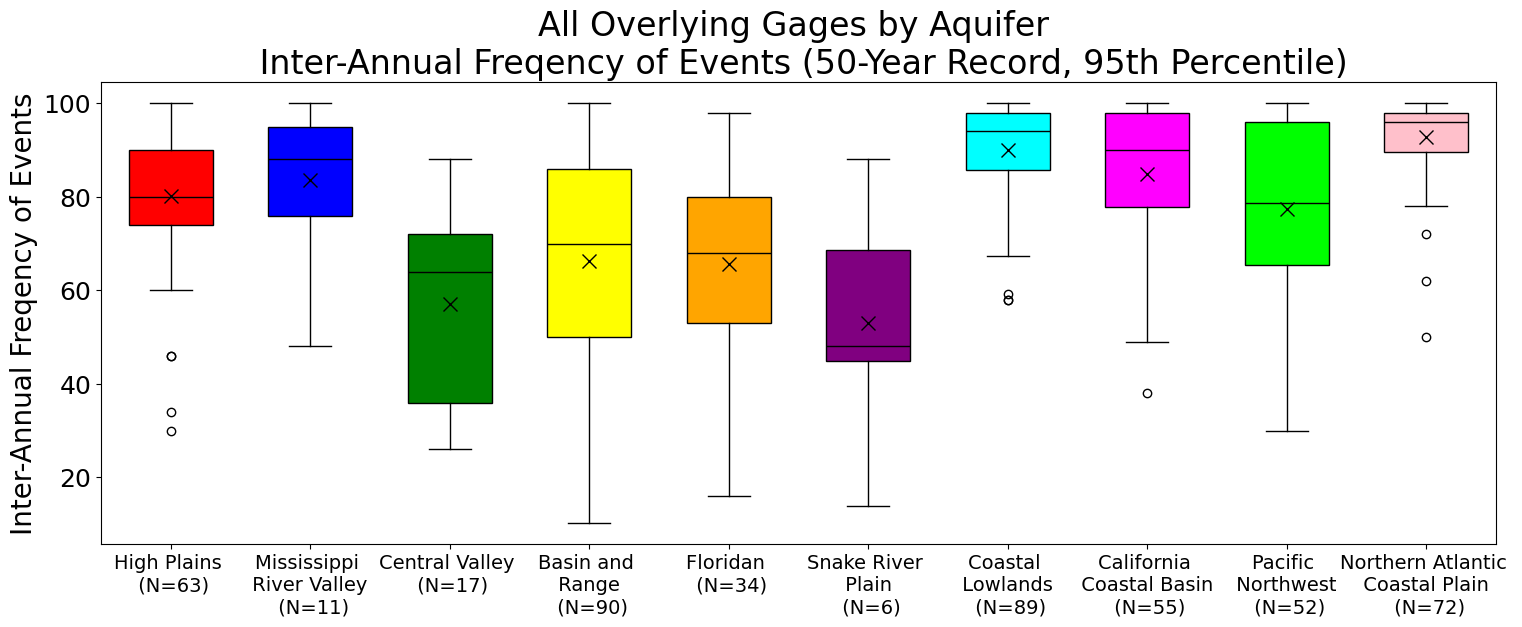 All Overlying Gages by Aquifer
Inter-Annual Freqency of Events (50-Year Record, 95th Percentile)
Inter-Annual Freqency of Events
100
80
60
40
20
High Plains
(N=63)
Mississippi
River Valley
(N=11)
Central Valley
(N=17)
Basin and
Range
(N=90)
Floridan
(N=34)
Snake River
Plain
(N=6)
Coastal
Lowlands
(N=89)
California
Coastal Basin
(N=55)
Pacific
Northwest
(N=52)
Northern Atlantic
Coastal Plain
(N=72)